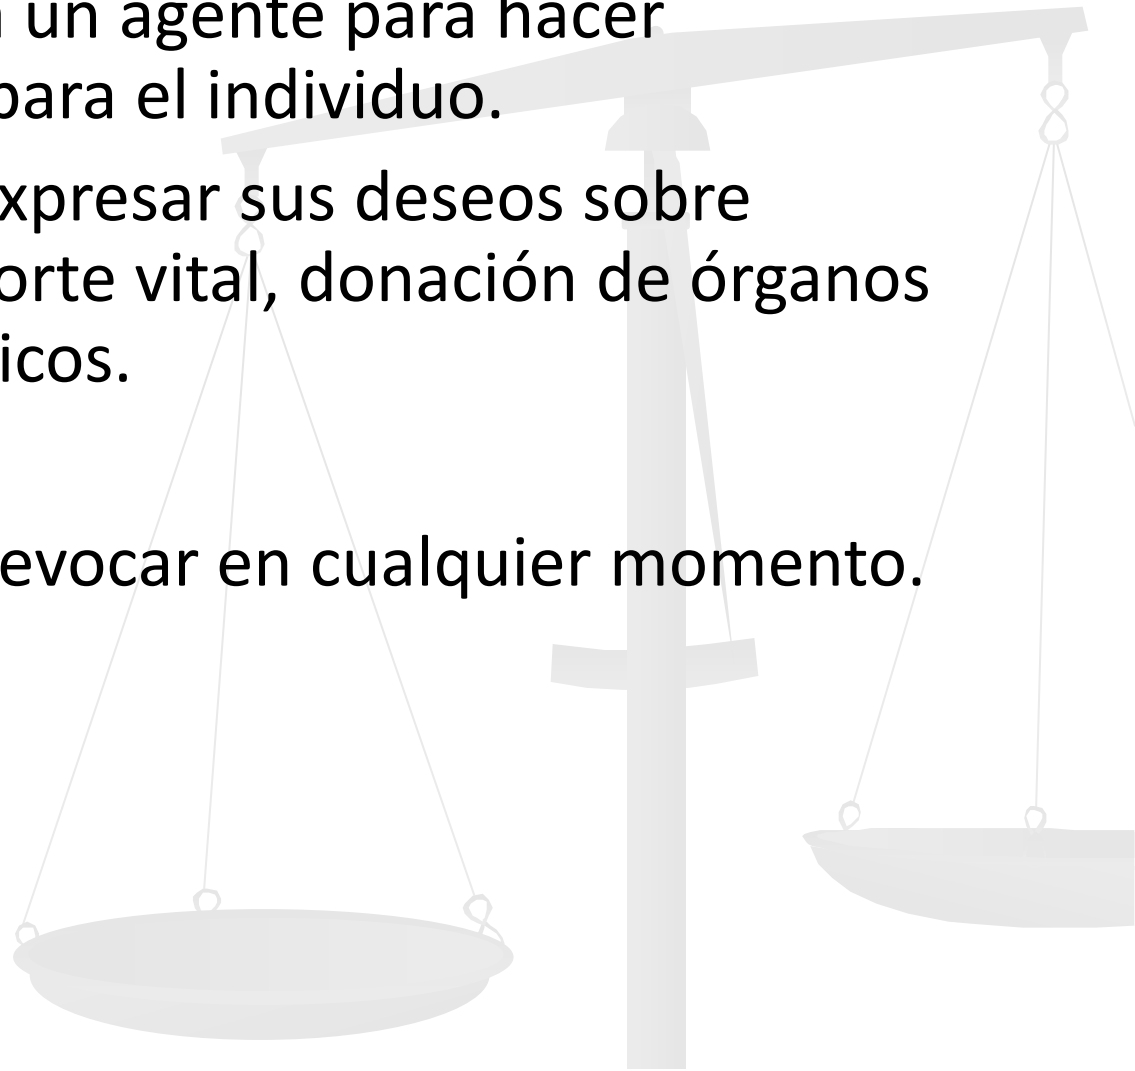 un agente para hacer
para el individuo.
xpresar sus deseos sobre
orte vital, donación de órganos
icos.
evocar en cualquier momento.